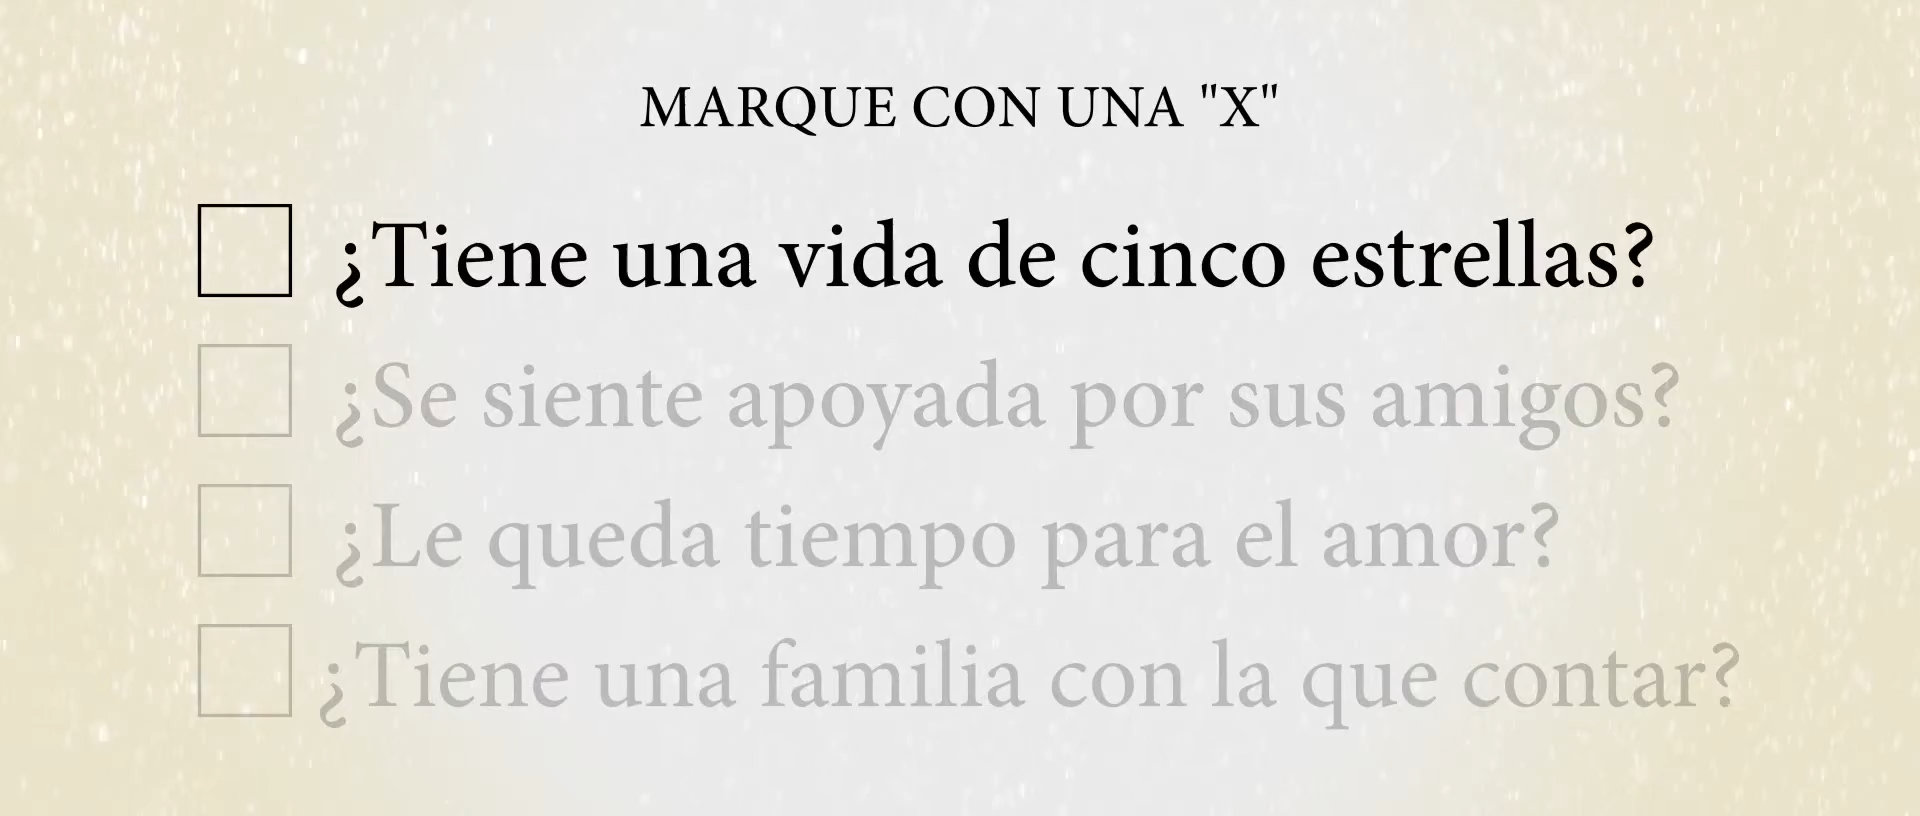 MARQUE CON UNA "X"
¿Tiene una vida de cinco estrellas?
¿Se siente apoyada por sus amigos?
¿Le queda tiempo para el amor?
¿Tiene una familia con la que contar?